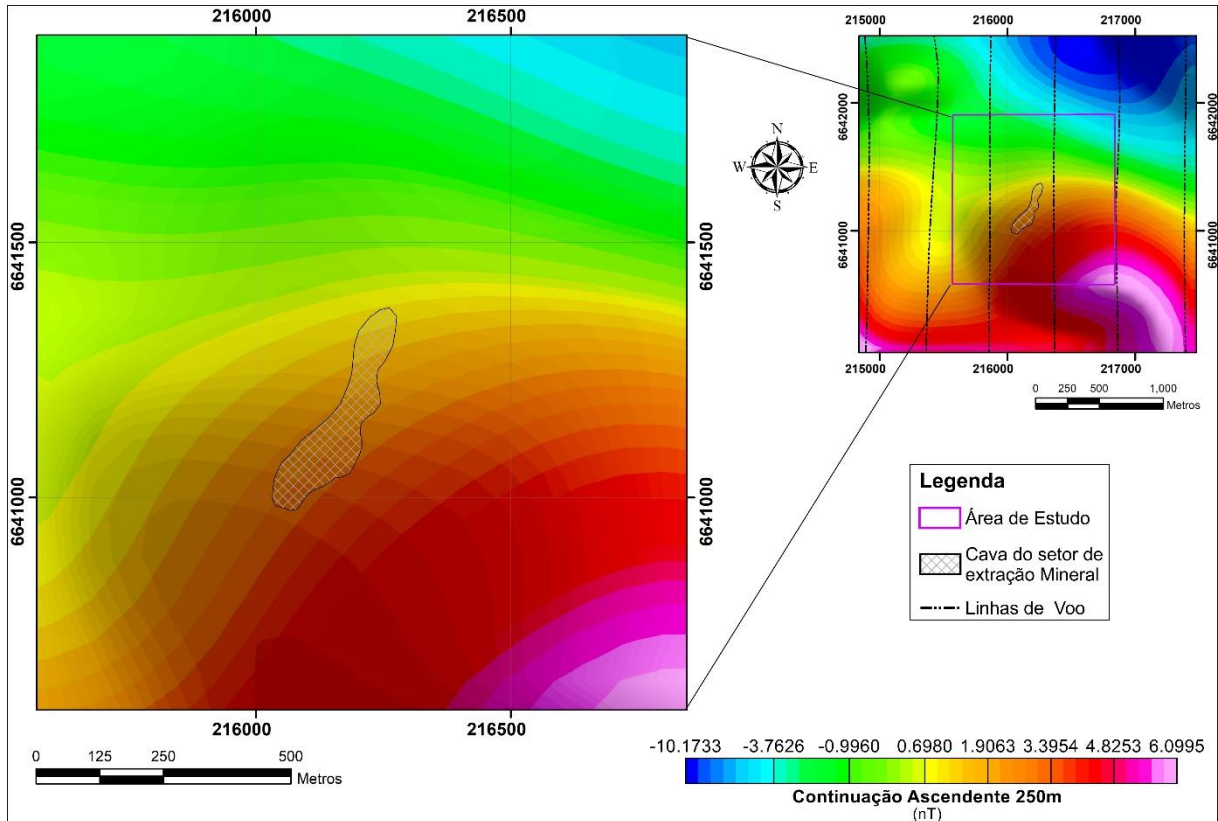 216000 216500
215000 216000 217000
6641500 6641500
6641000 6641000
6642000 6642000
6641000 6641000
N
W E
S
216000 216500
215000 216000 217000
0 250 500 1,000
Metros
Legenda
Área de Estudo
Cava do setor de
extração Mineral
Linhas de Voo
0 125 250 500
Metros
-10.1733 -3.7626 -0.9960 0.6980 1.9063 3.3954 4.8253 6.0995
Continuação Ascendente 250m
(nT)